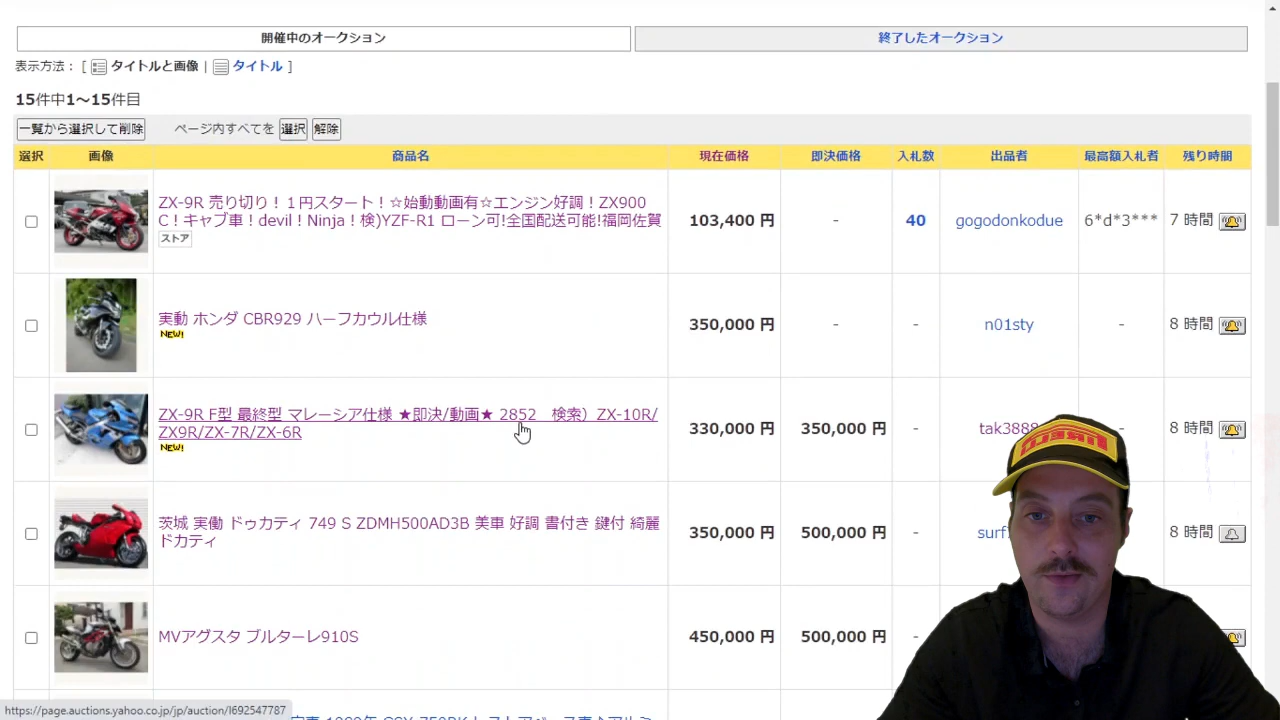 開催中のオークション
終了したオークション
表示方法： [ タイトルと画像 | タイトル ]
15件中1～15件目
一覧から選択して削除 ページ内すべてを 選択 解除
選択 画像 商品名 現在価格 即決価格 入札数 出品者 最高額入札者 残り時間
ZX-9R 売り切り！１円スタート！☆始動動画有☆エンジン好調！ZX900
C！キャブ車！devil！Ninja！検)YZF-R1 ローン可!全国配送可能!福岡佐賀
ストア
103,400 円 - 40 gogodonkodue 6*d*3*** 7 時間
実動 ホンダ CBR929 ハーフカウル仕様
NEW!
350,000 円 - - n01sty - 8 時間
ZX-9R F型 最終型 マレーシア仕様 ★即決/動画★ 2852 検索）ZX-10R/
ZX9R/ZX-7R/ZX-6R
NEW!
330,000 円 350,000 円 - tak3888 - 8 時間
茨城 実働 ドゥカティ 749 S ZDMH500AD3B 美車 好調 書付き 鍵付 綺麗
ドカティ
350,000 円 500,000 円 - surf 8 時間
MVアグスタ ブルターレ910S
450,000 円 500,000 円 -
PIRELLI
https://page.auctions.yahoo.co.jp/jp/auction/l692547787